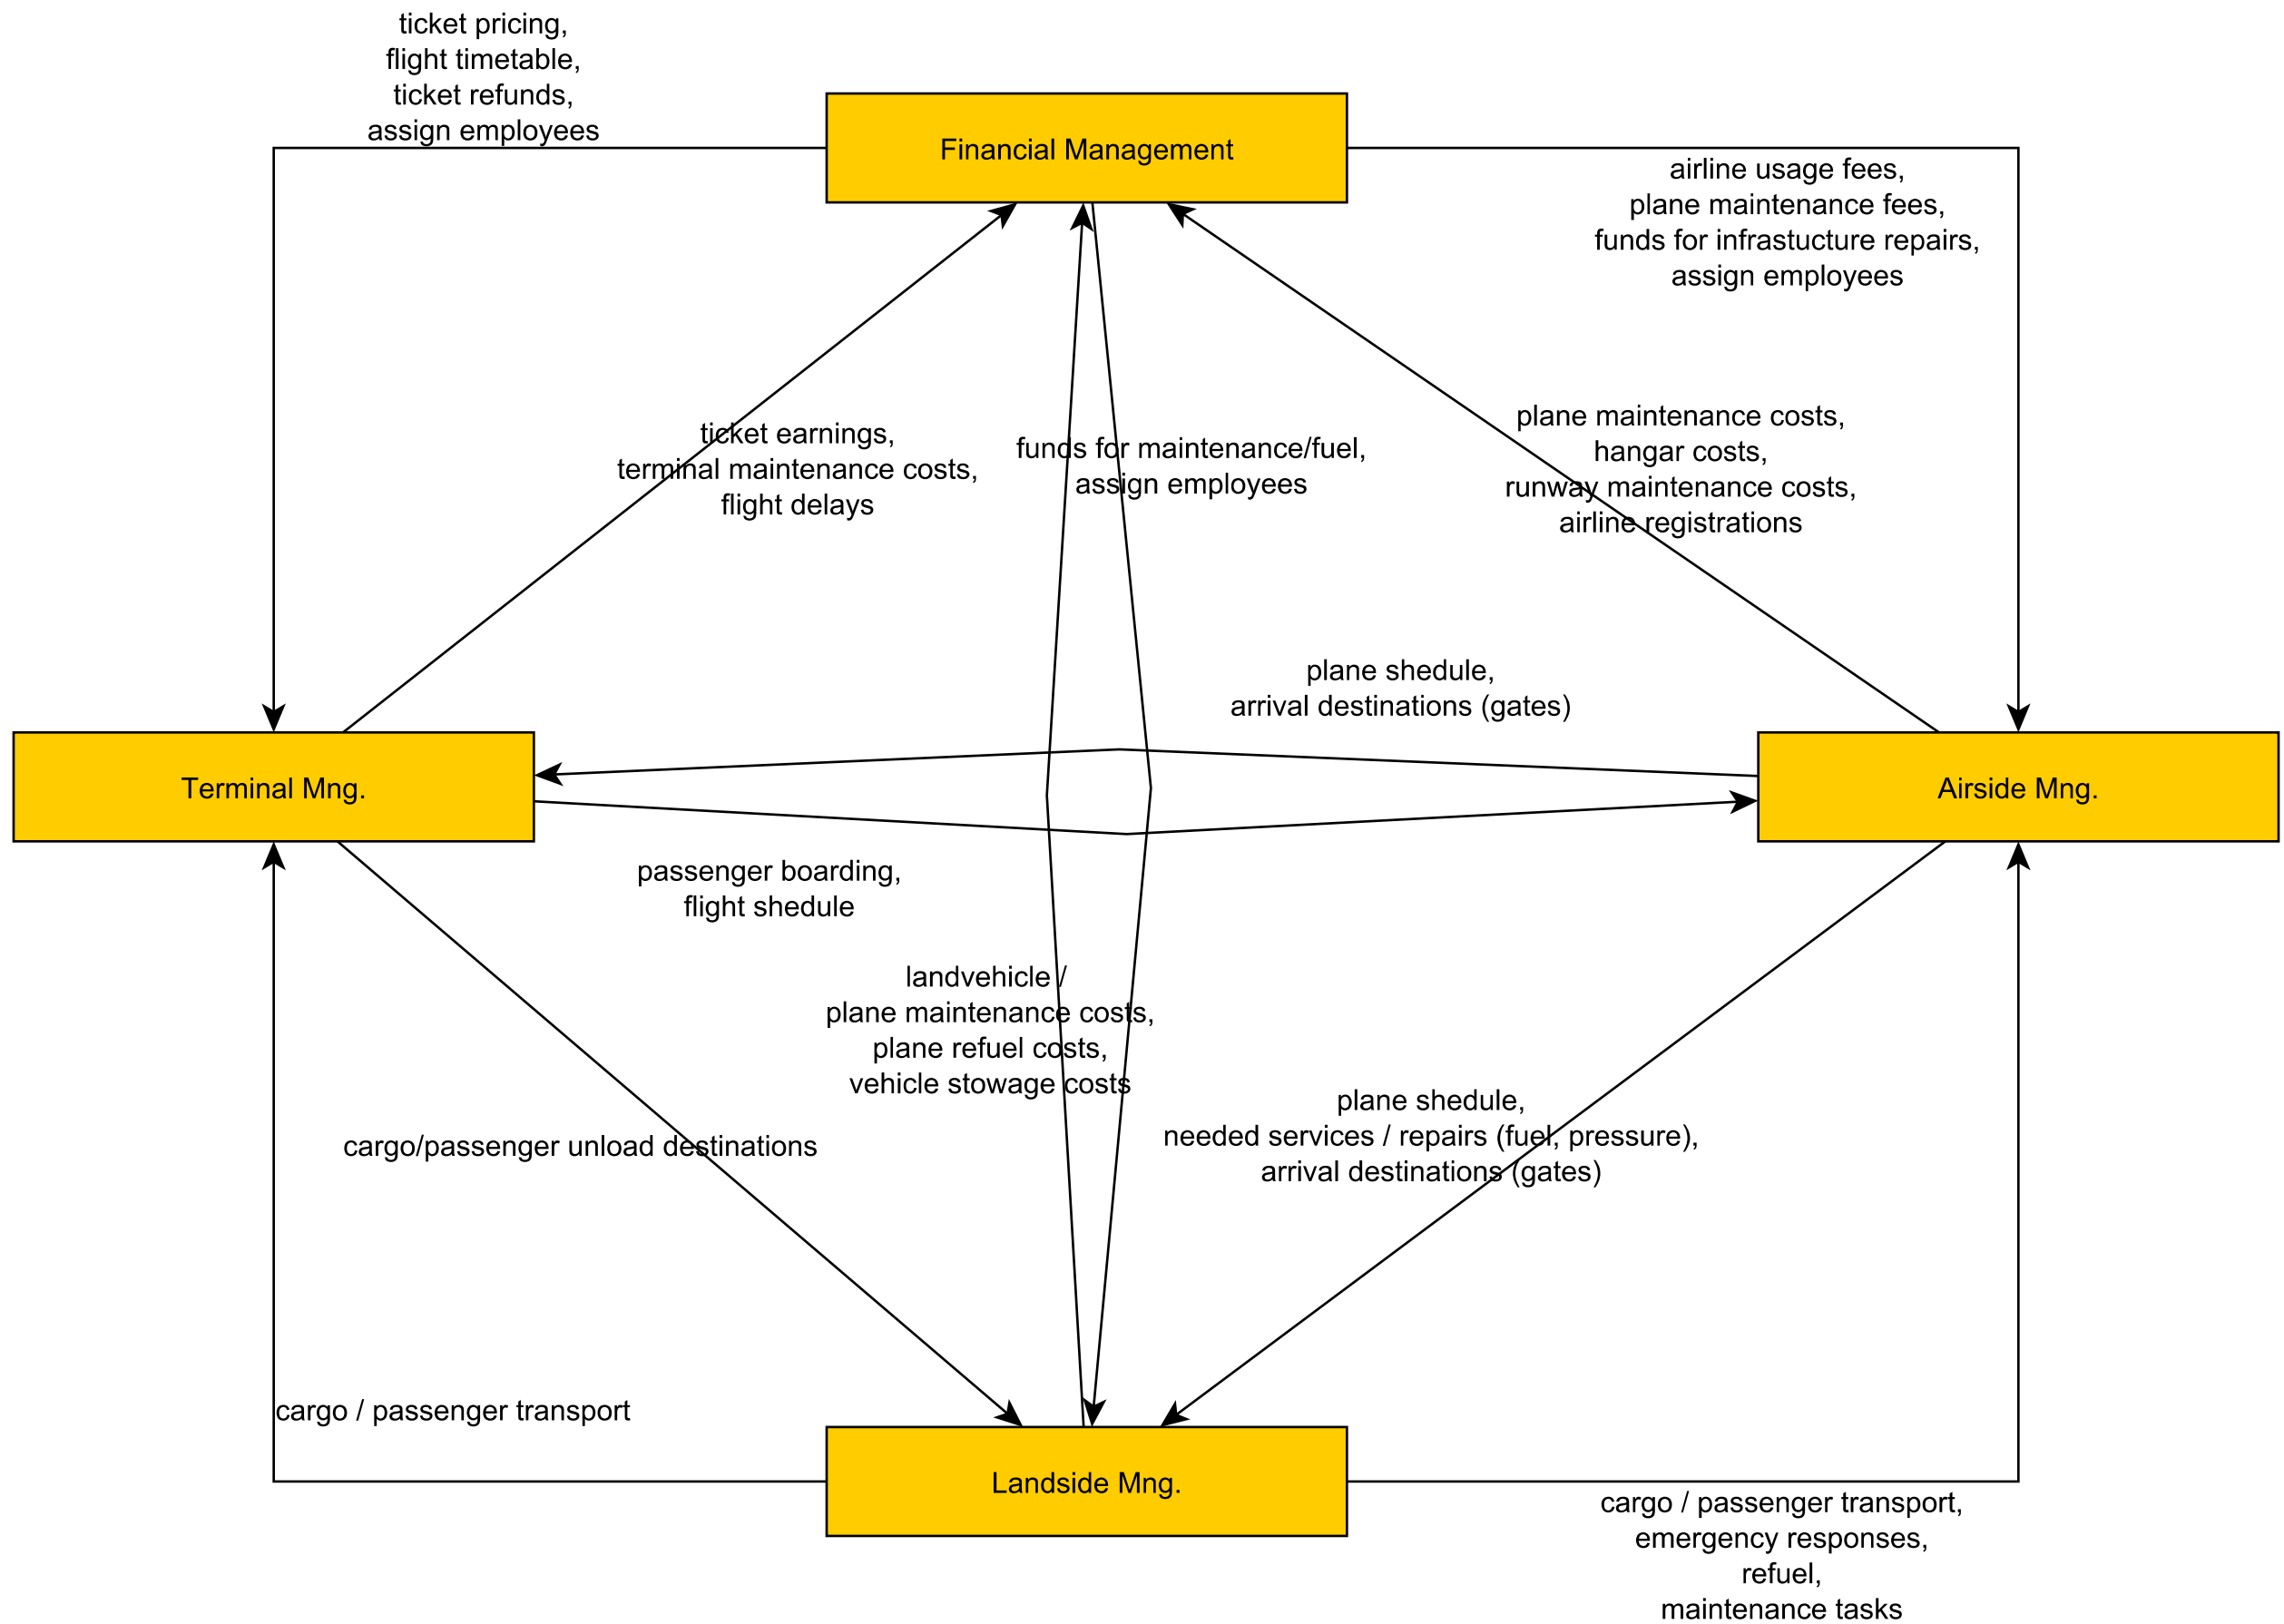 ticket pricing,
flight timetable,
ticket refunds,
assign employees
Financial Management
airline usage fees,
plane maintenance fees,
funds for infrastucture repairs,
assign employees
ticket earnings,
terminal maintenance costs,
flight delays
funds for maintenance/fuel,
assign employees
plane maintenance costs,
hangar costs,
runway maintenance costs,
airline registrations
plane shedule,
arrival destinations (gates)
Terminal Mng.
Airside Mng.
passenger boarding,
flight shedule
landvehicle /
plane maintenance costs,
plane refuel costs,
vehicle stowage costs
plane shedule,
needed services / repairs (fuel, pressure),
arrival destinations (gates)
cargo/passenger unload destinations
cargo / passenger transport
Landside Mng.
cargo / passenger transport,
emergency responses,
refuel,
maintenance tasks